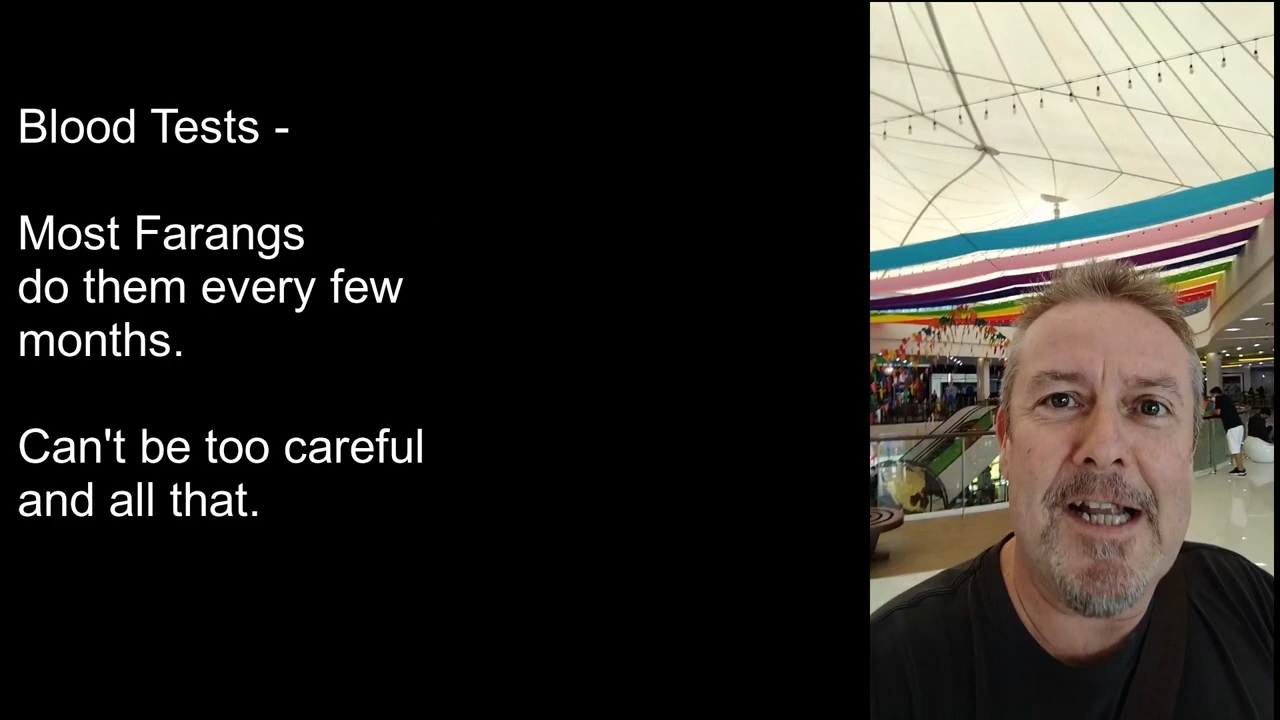 Blood Tests -
Most Farangs
do them every few
months.
Can't be too careful
and all that.